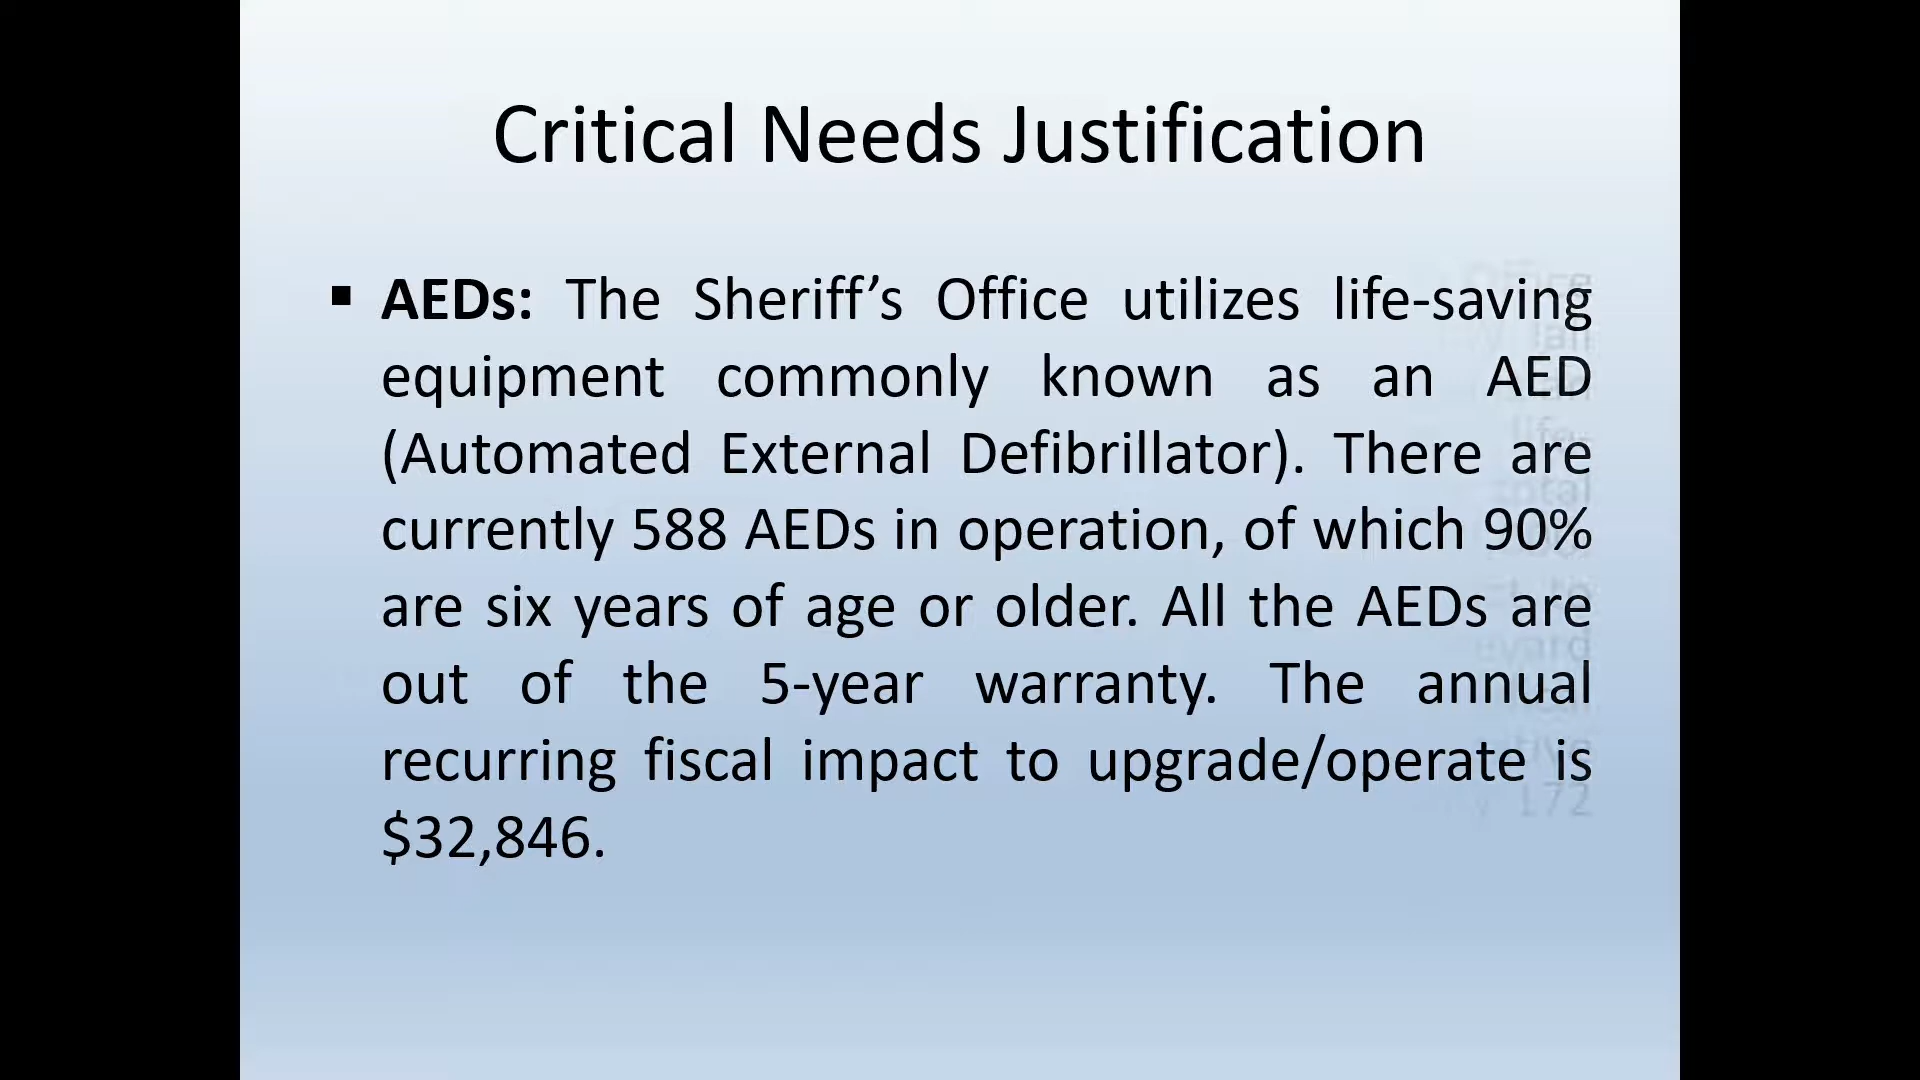 Critical Needs Justification
▪ AEDs: The Sheriff’s Office utilizes life-saving
equipment commonly known as an AED
(Automated External Defibrillator). There are
currently 588 AEDs in operation, of which 90%
are six years of age or older. All the AEDs are
out of the 5-year warranty. The annual
recurring fiscal impact to upgrade/operate is
$32,846.